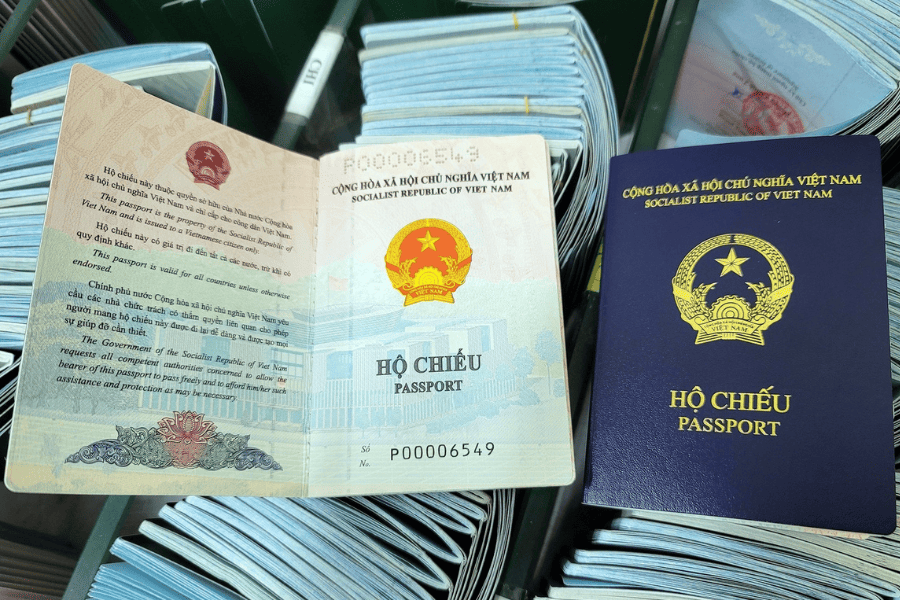 Hộ chiếu này thuộc quyền sở hữu của Nhà nước Cộng hòa
xã hội chủ nghĩa Việt Nam và chỉ cấp cho công dân Việt Nam.
This passport is the property of the Socialist Republic of
Viet Nam and is issued to a Vietnamese citizen only.
Hộ chiếu này có giá trị đi đến tất cả các nước, trừ khi có
quy định khác.
This passport is valid for all countries unless otherwise
endorsed.
Chính phủ nước Cộng hòa xã hội chủ nghĩa Việt Nam yêu
cầu các nhà chức trách có thẩm quyền liên quan cho phép
người mang hộ chiếu này được đi lại dễ dàng và được tạo mọi
sự giúp đỡ cần thiết.
The Government of the Socialist Republic of Viet Nam
requests all competent authorities concerned to allow the
bearer of this passport to pass freely and to afford him/her such
assistance and protection as may be necessary.
P00006549
CỘNG HÒA XÃ HỘI CHỦ NGHĨA VIỆT NAM
SOCIALIST REPUBLIC OF VIET NAM
HỘ CHIẾU
PASSPORT
Số
No. P00006549
CHI
CỘNG HÒA XÃ HỘI CHỦ NGHĨA VIỆT NAM
SOCIALIST REPUBLIC OF VIET NAM
VIỆT NAM
HỘ CHIẾU
PASSPORT